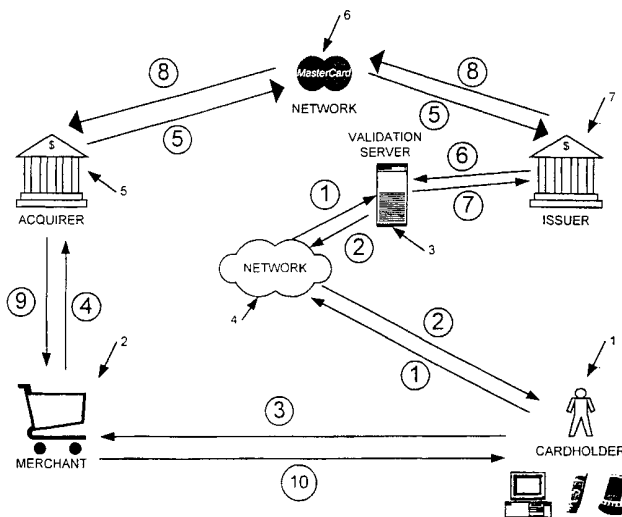 6
MasterCard
NETWORK
8
8
7
5
5
VALIDATION
SERVER
$
$
6
5
1
7
ACQUIRER
ISSUER
2
3
NETWORK
4
9
4
2
2
1
1
3
MERCHANT
CARDHOLDER
10